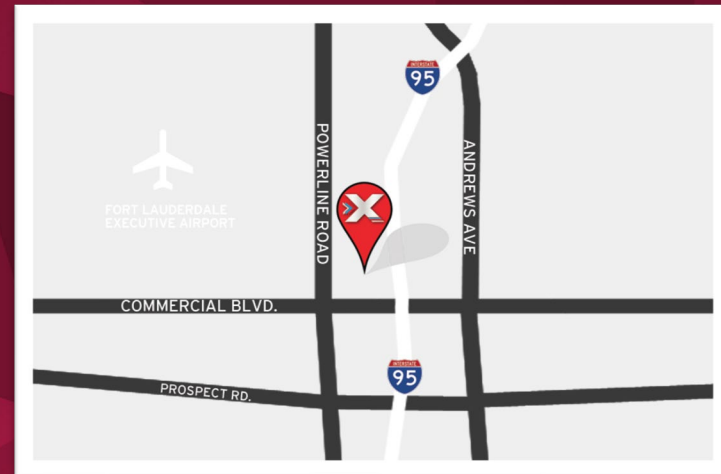 INTERSTATE
95
POWERLINE ROAD
ANDREWS AVE
FORT LAUDERDALE
EXECUTIVE AIRPORT
X
COMMERCIAL BLVD.
INTERSTATE
95
PROSPECT RD.